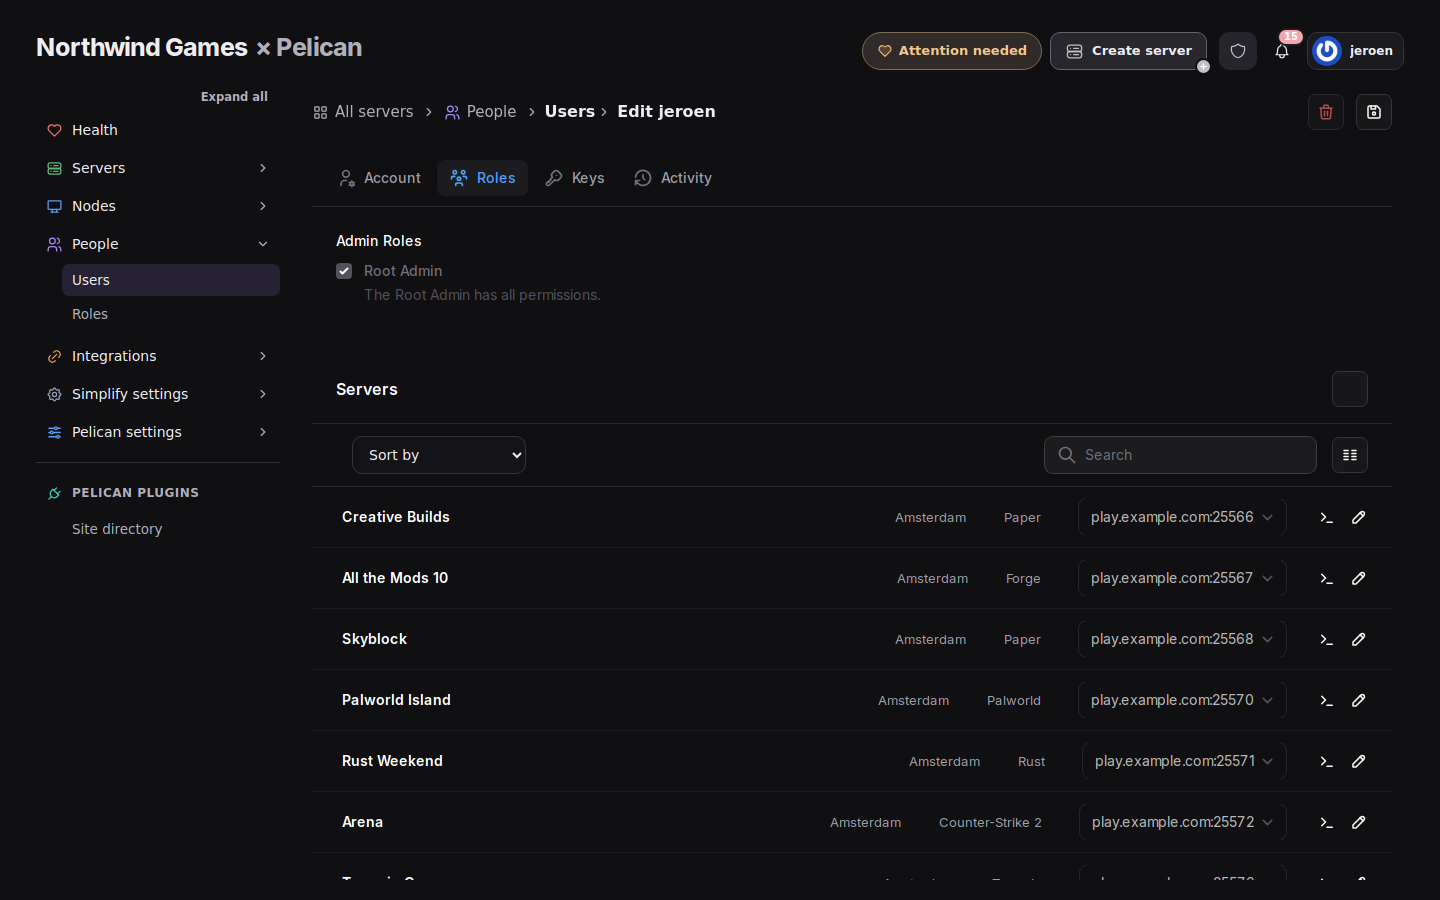 Northwind Games × Pelican
Attention needed
Create server
15
jeroen
Expand all
Health
Servers
Nodes
People
Users
Roles
Integrations
Simplify settings
Pelican settings
PELICAN PLUGINS
Site directory
All servers > People > Users > Edit jeroen
Account
Roles
Keys
Activity
Admin Roles
Root Admin
The Root Admin has all permissions.
Servers
Sort by
Search
Creative Builds Amsterdam Paper play.example.com:25566
All the Mods 10 Amsterdam Forge play.example.com:25567
Skyblock Amsterdam Paper play.example.com:25568
Palworld Island Amsterdam Palworld play.example.com:25570
Rust Weekend Amsterdam Rust play.example.com:25571
Arena Amsterdam Counter-Strike 2 play.example.com:25572